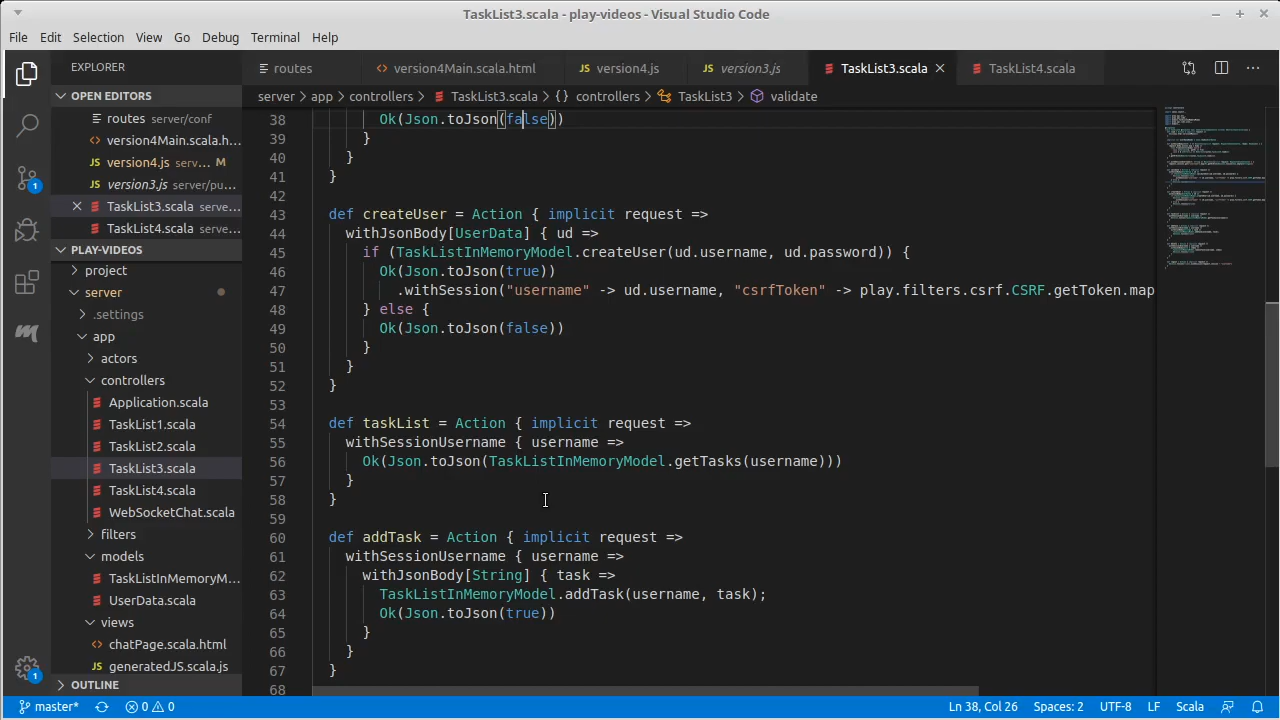 TaskList3.scala - play-videos - Visual Studio Code
File Edit Selection View Go Debug Terminal Help
EXPLORER
OPEN EDITORS
routes server/conf
version4Main.scala.h...
version4.js serv... M
version3.js server/pu...
TaskList3.scala serve...
TaskList4.scala serve...
PLAY-VIDEOS
project
server
.settings
app
actors
controllers
Application.scala
TaskList1.scala
TaskList2.scala
TaskList3.scala
TaskList4.scala
WebSocketChat.scala
filters
models
TaskListInMemoryM...
UserData.scala
views
chatPage.scala.html
generatedJS.scala.js
OUTLINE
1
1
routes version4Main.scala.html version4.js version3.js TaskList3.scala TaskList4.scala
server app controllers TaskList3.scala {} controllers TaskList3 validate
38 Ok(Json.toJson(false))
39 }
40 }
41 }
42
43 def createUser = Action { implicit request =>
44 withJsonBody[UserData] { ud =>
45 if (TaskListInMemoryModel.createUser(ud.username, ud.password)) {
46 Ok(Json.toJson(true))
47 .withSession("username" -> ud.username, "csrfToken" -> play.filters.csrf.CSRF.getToken.map
48 } else {
49 Ok(Json.toJson(false))
50 }
51 }
52 }
53
54 def taskList = Action { implicit request =>
55 withSessionUsername { username =>
56 Ok(Json.toJson(TaskListInMemoryModel.getTasks(username)))
57 }
58 }
59
60 def addTask = Action { implicit request =>
61 withSessionUsername { username =>
62 withJsonBody[String] { task =>
63 TaskListInMemoryModel.addTask(username, task);
64 Ok(Json.toJson(true))
65 }
66 }
67 }
68
master* 0 0 Ln 38, Col 26 Spaces: 2 UTF-8 LF Scala